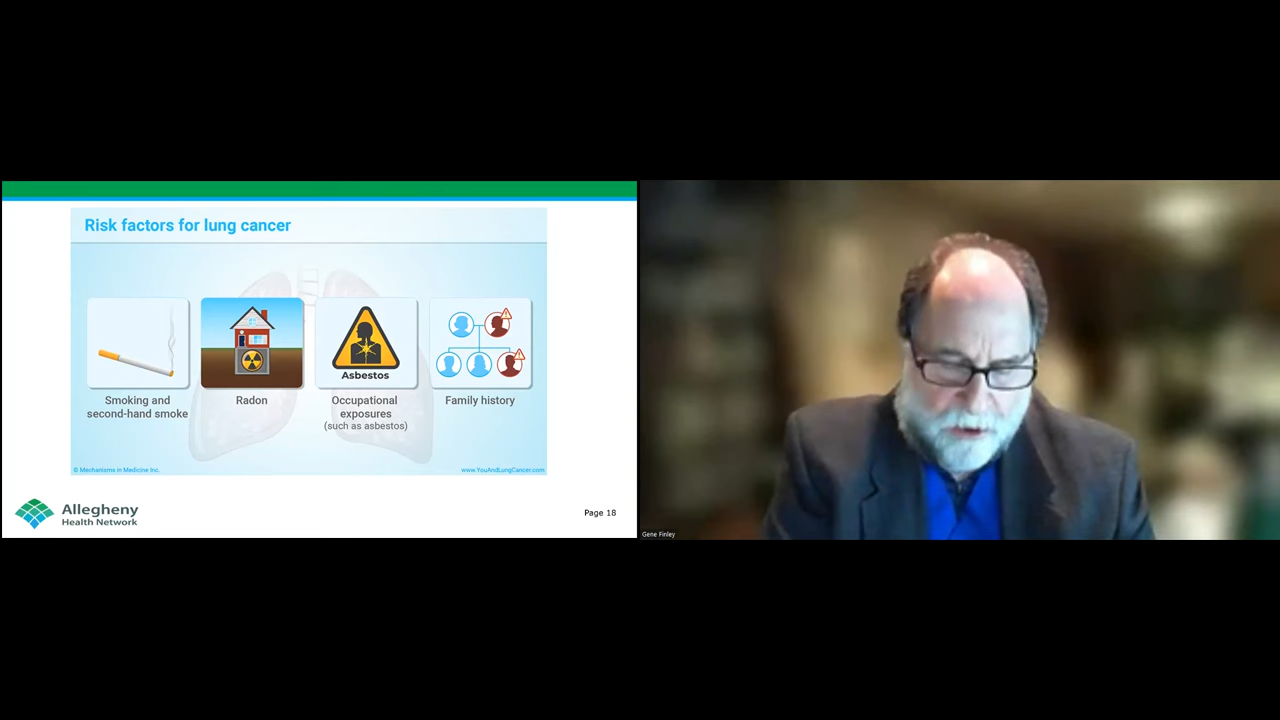 Risk factors for lung cancer
Asbestos
Smoking and
second-hand smoke
Radon
Occupational
exposures
(such as asbestos)
Family history
© Mechanisms in Medicine Inc.
www.YouAndLungCancer.com
Allegheny
Health Network
Page 18
Gene Finley